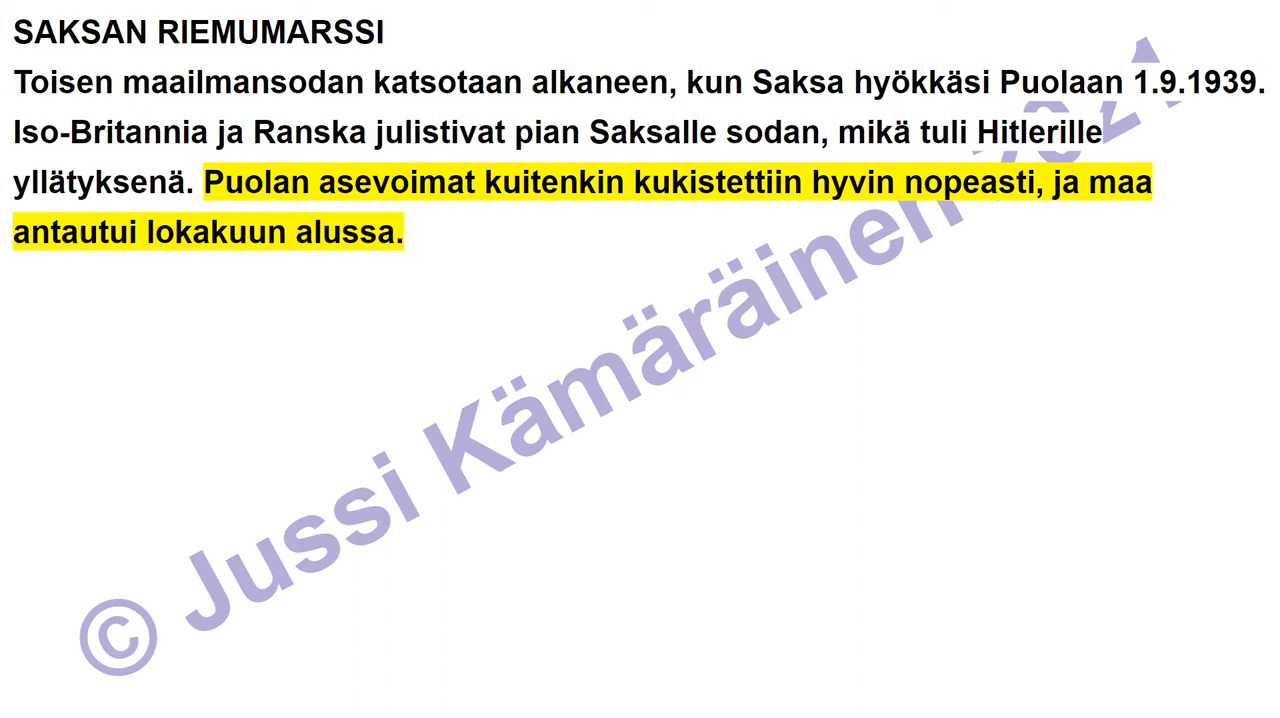 SAKSAN RIEMUMARSSI
Toisen maailmansodan katsotaan alkaneen, kun Saksa hyökkäsi Puolaan 1.9.1939.
Iso-Britannia ja Ranska julistivat pian Saksalle sodan, mikä tuli Hitlerille
yllätyksenä. Puolan asevoimat kuitenkin kukistettiin hyvin nopeasti, ja maa
antautui lokakuun alussa.
© Jussi Kämäräinen